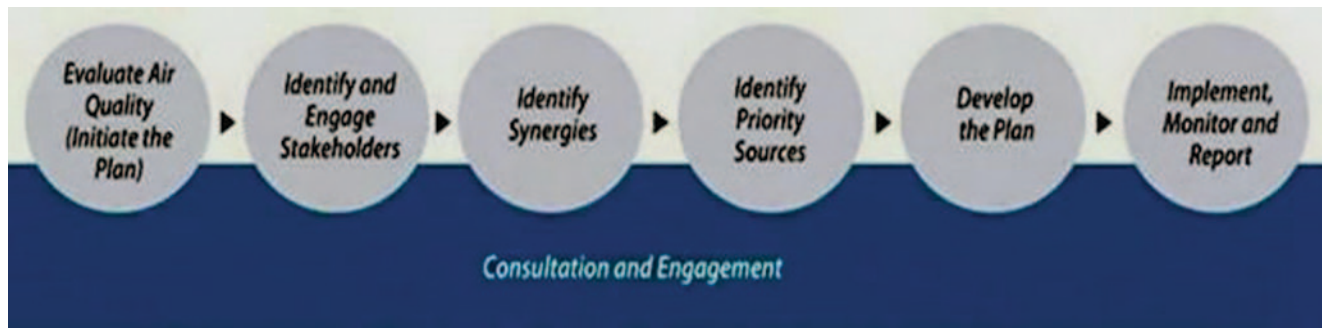 Evaluate Air
Quality
(Initiate the
Plan)
Identify and
Engage
Stakeholders
Identify
Synergies
Identify
Priority
Sources
Develop
the Plan
Implement,
Monitor and
Report
Consultation and Engagement